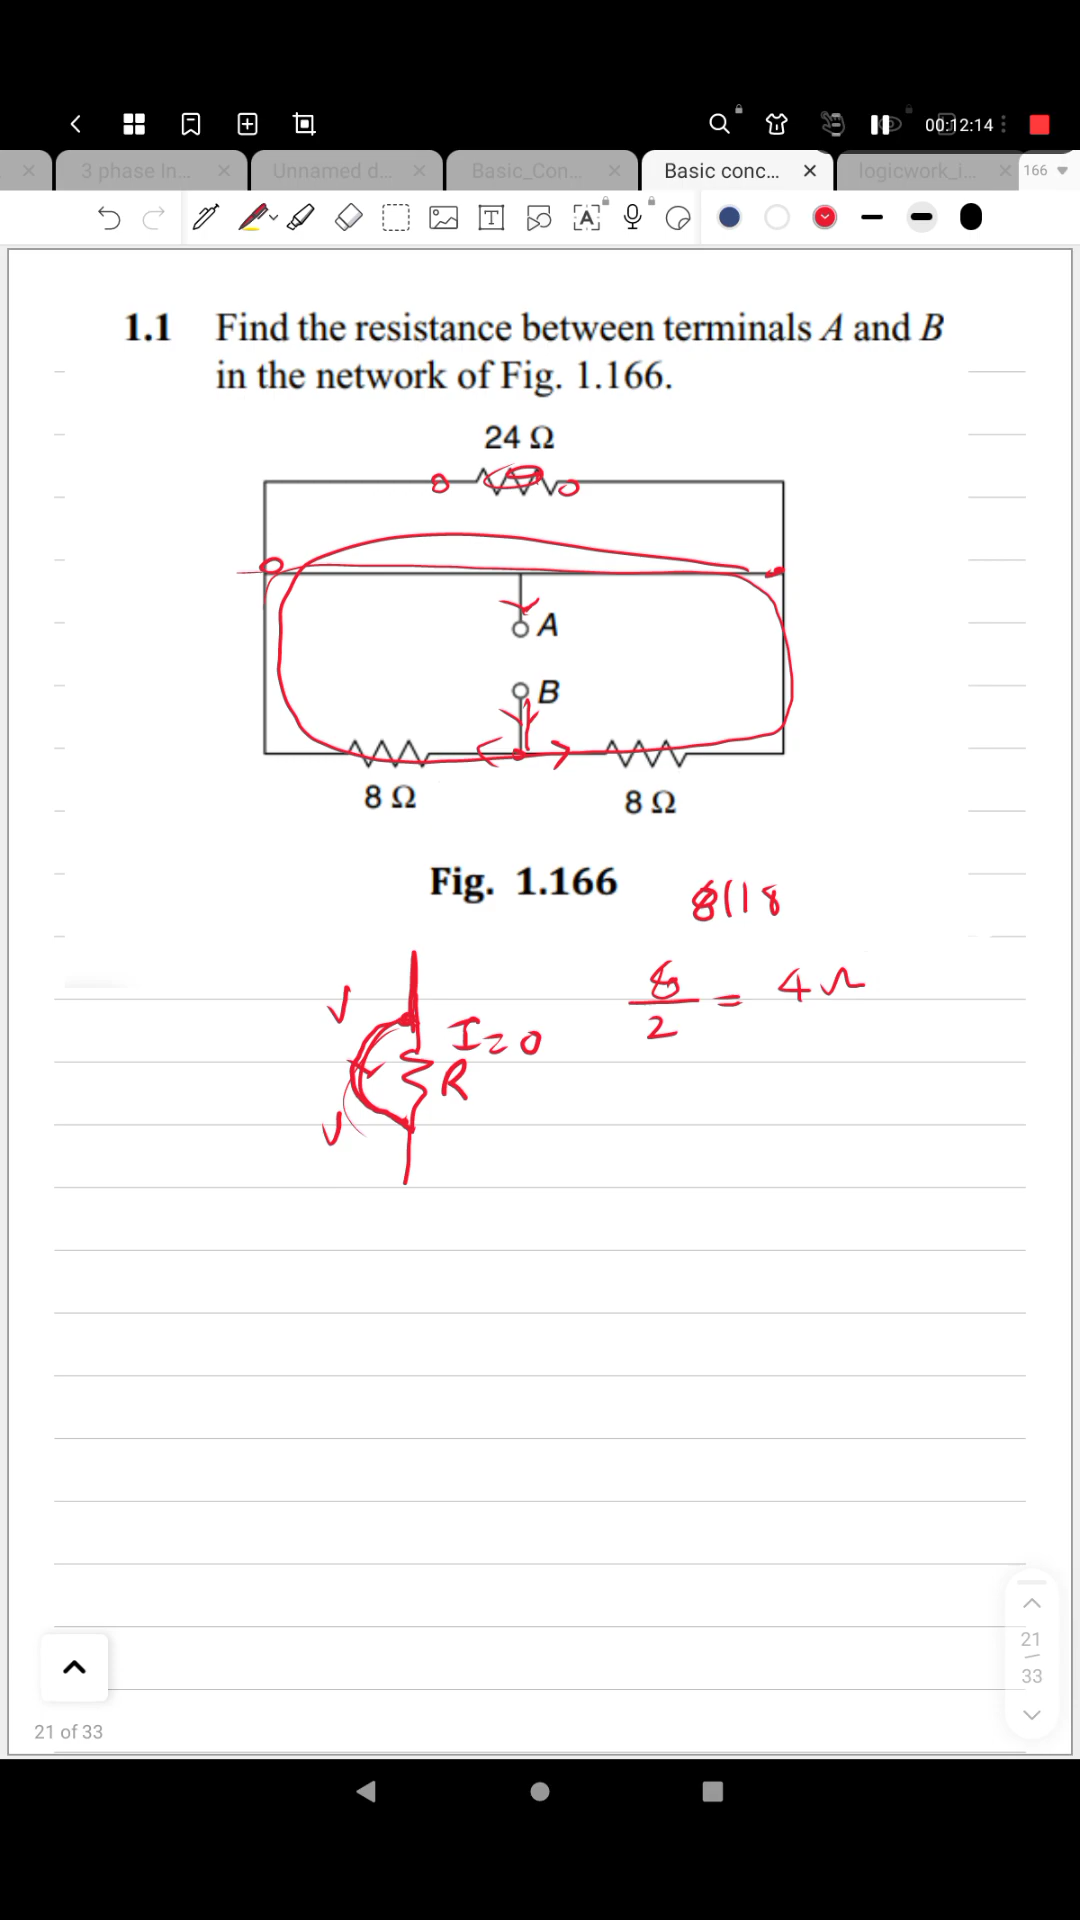 00:12:14
3 phase In...
Unnamed d...
Basic_Con...
Basic conc...
logicwork_i...
166
T
A
1.1 Find the resistance between terminals A and B
in the network of Fig. 1.166.
24 Ω
A
B
8 Ω
8 Ω
Fig. 1.166
8||8
8/2 = 4Ω
V
I=0
R
V
21
33
21 of 33